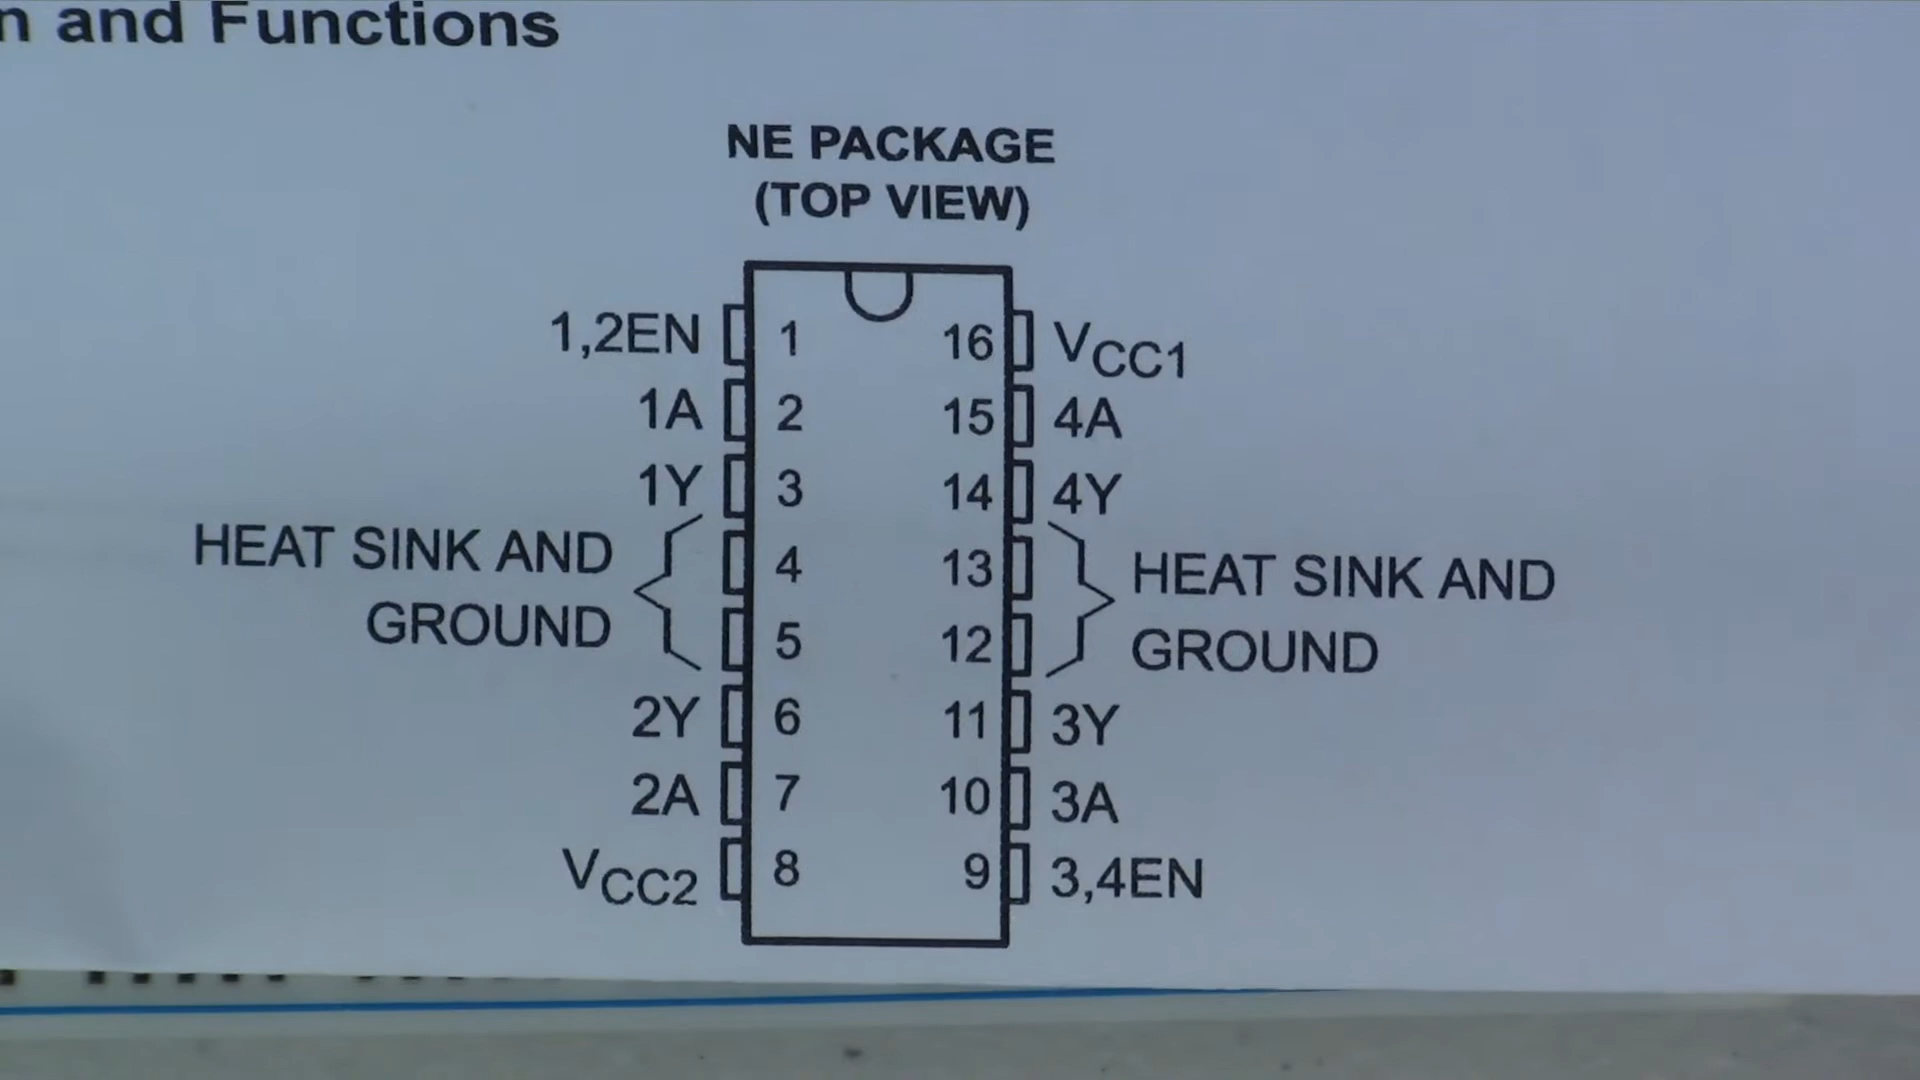 and Functions
NE PACKAGE
(TOP VIEW)
1,2EN 1 16 VCC1
1A 2 15 4A
1Y 3 14 4Y
HEAT SINK AND 4 13 HEAT SINK AND
GROUND 5 12 GROUND
2Y 6 11 3Y
2A 7 10 3A
VCC2 8 9 3,4EN